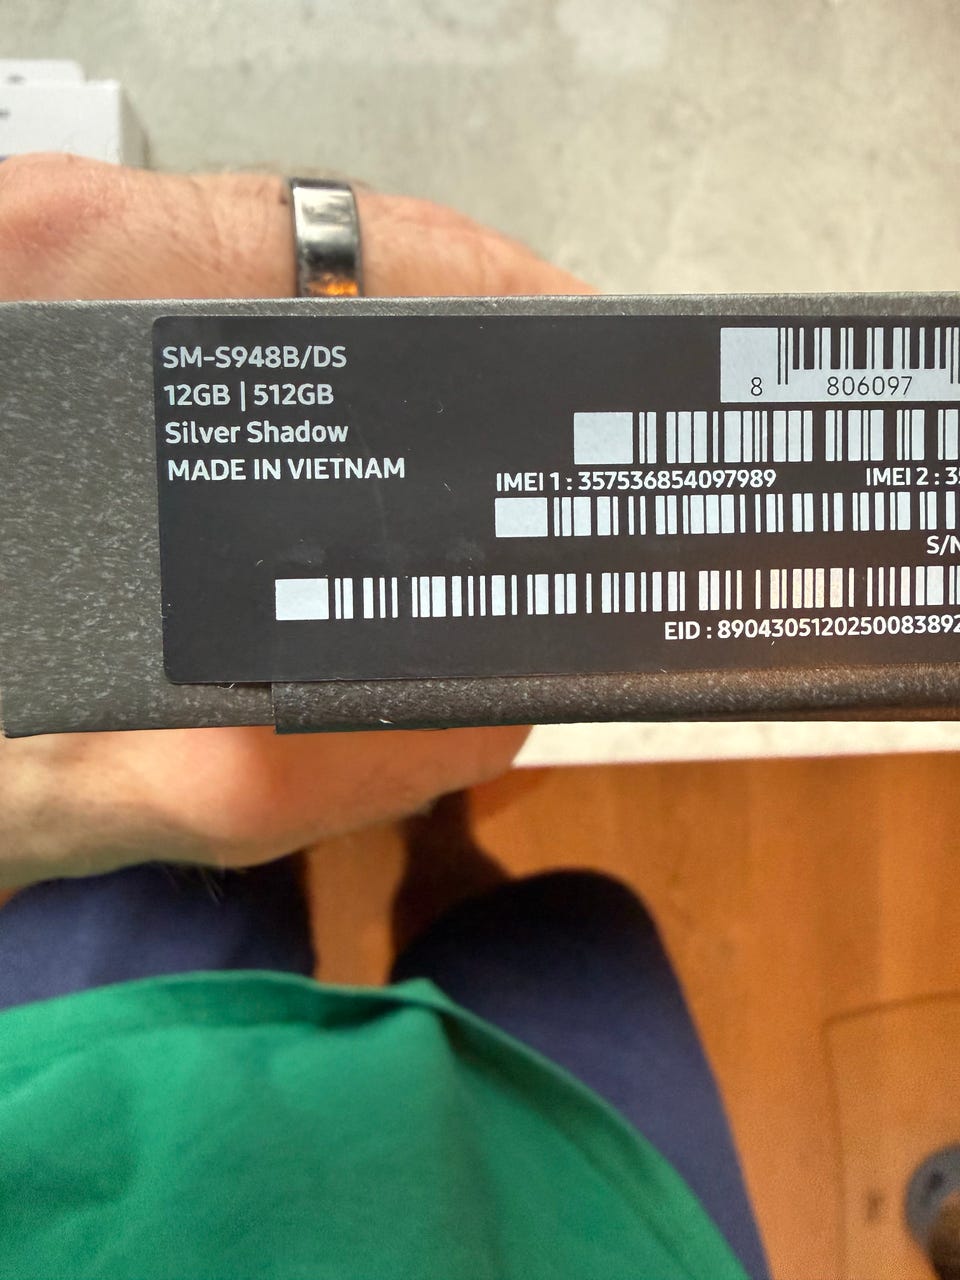 SM-S948B/DS
12GB | 512GB
Silver Shadow
MADE IN VIETNAM
8 806097
IMEI 1 : 357536854097989 IMEI 2 : 35
S/N
EID : 8904305120250083892